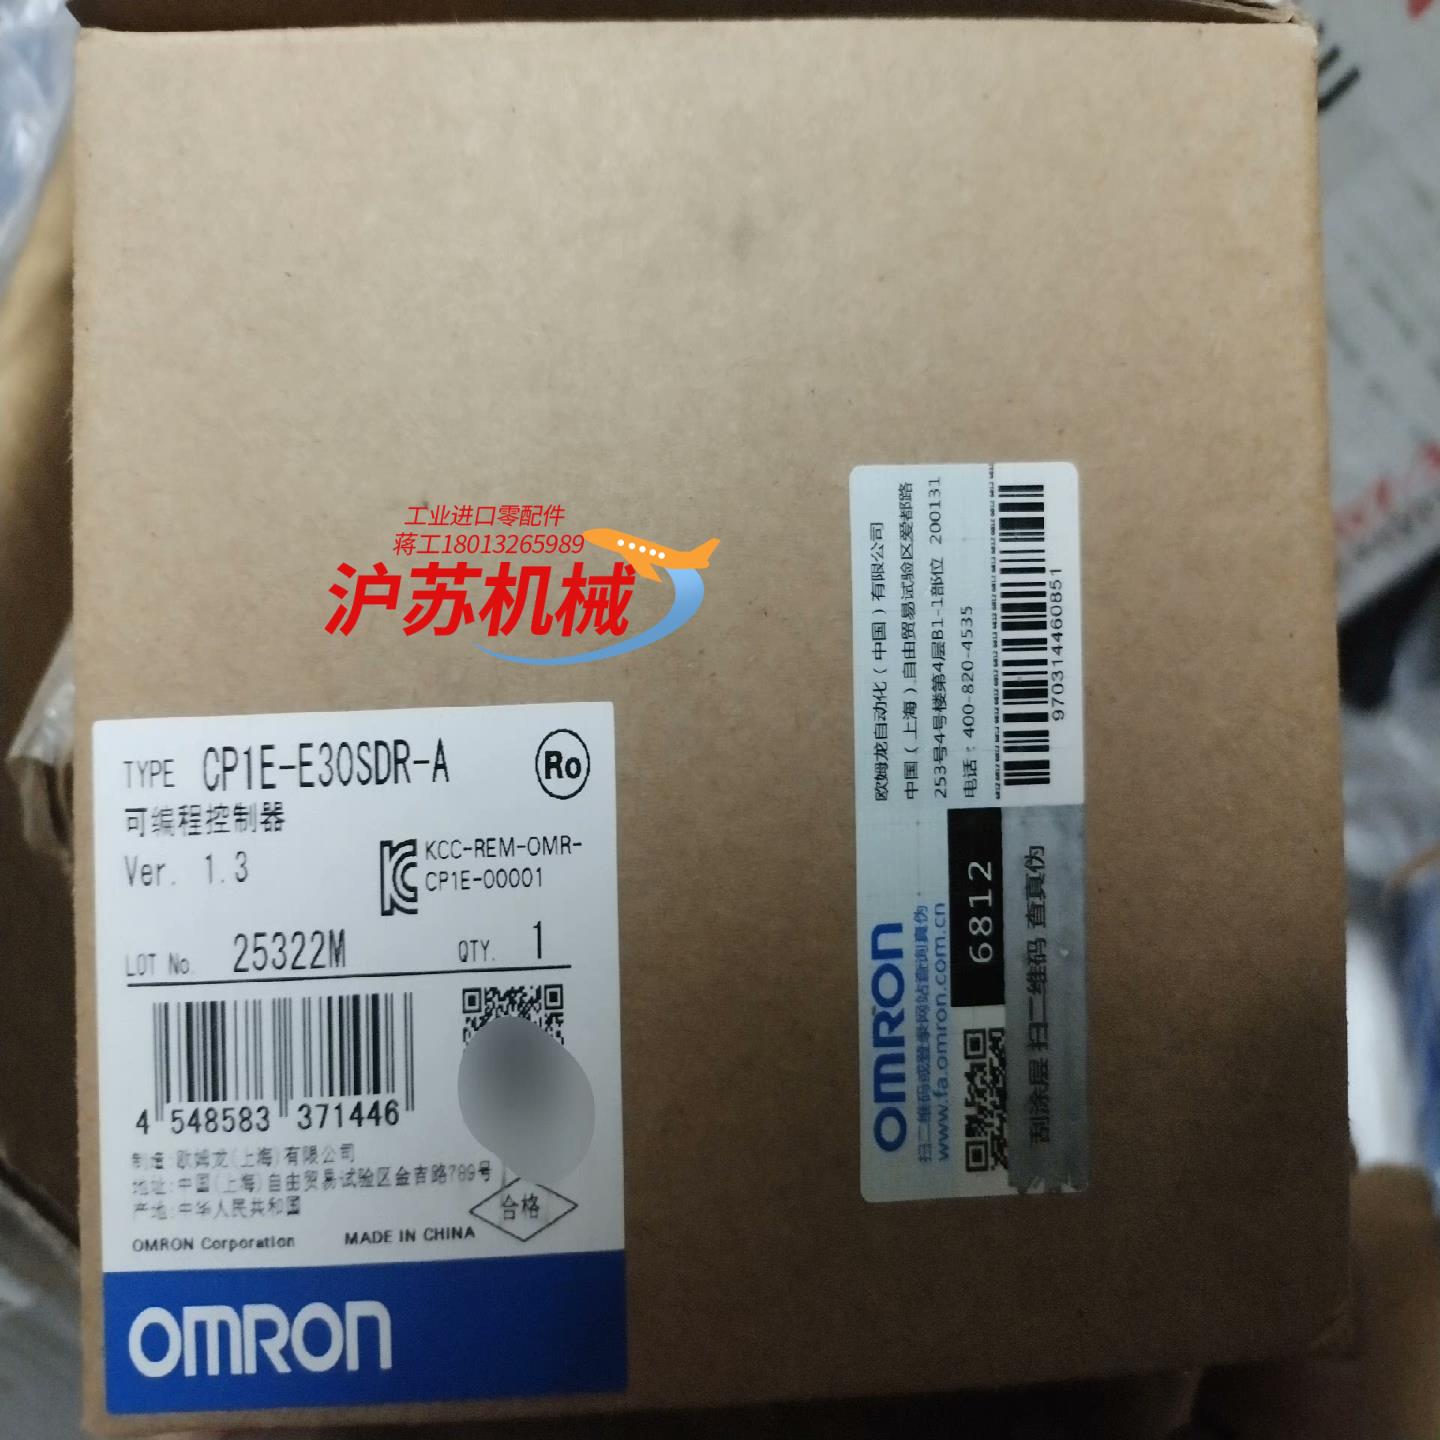 工业进口零配件
蒋工18013265989
沪苏机械
TYPE CP1E-E30SDR-A
Ro
可编程控制器
Ver. 1.3
KCC-REM-OMR-
CP1E-00001
LOT No. 25322M QTY. 1
4 548583 371446
制造:欧姆龙(上海)有限公司
地址:中国(上海)自由贸易试验区金吉路789号
产地:中华人民共和国
合格
OMRON Corporation MADE IN CHINA
OMRON
欧姆龙自动化(中国)有限公司
中国(上海)自由贸易试验区爱都路
253号4号楼第4层B1-1部位 200131
电话:400-820-4535
9703144460851
OMRON
扫二维码或登录网站查询真伪
www.fa.omron.com.cn
6812
刮涂层 扫二维码 查真伪